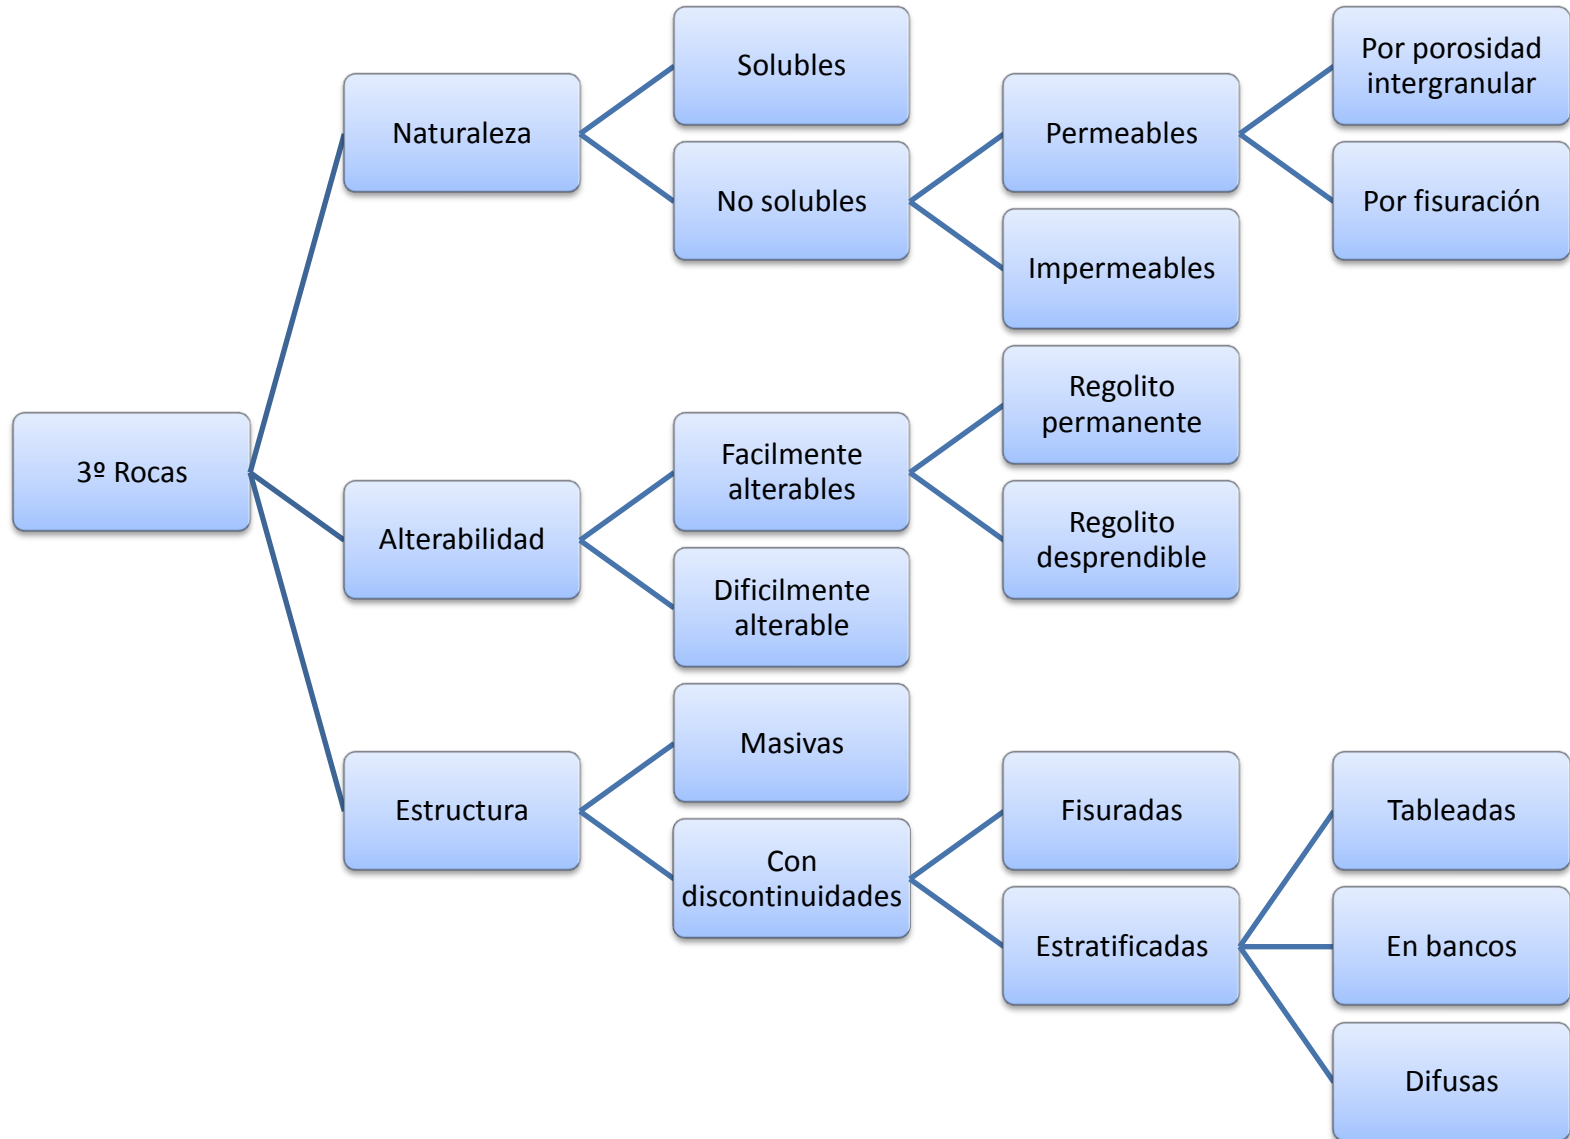 3º Rocas
Naturaleza
Solubles
No solubles
Permeables
Por porosidad
intergranular
Por fisuración
Impermeables
Alterabilidad
Facilmente
alterables
Regolito
permanente
Regolito
desprendible
Dificilmente
alterable
Estructura
Masivas
Con
discontinuidades
Fisuradas
Estratificadas
Tableadas
En bancos
Difusas